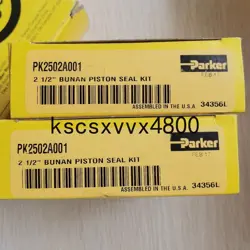 PK2502A001
2 1/2" BUNAN PISTON SEAL KIT
Parker
ASSEMBLED IN THE U.S.A.
34356L
kscsxvvx4800
PK2502A001
2 1/2" BUNAN PISTON SEAL KIT
Parker
ASSEMBLED IN THE U.S.A.
34356L